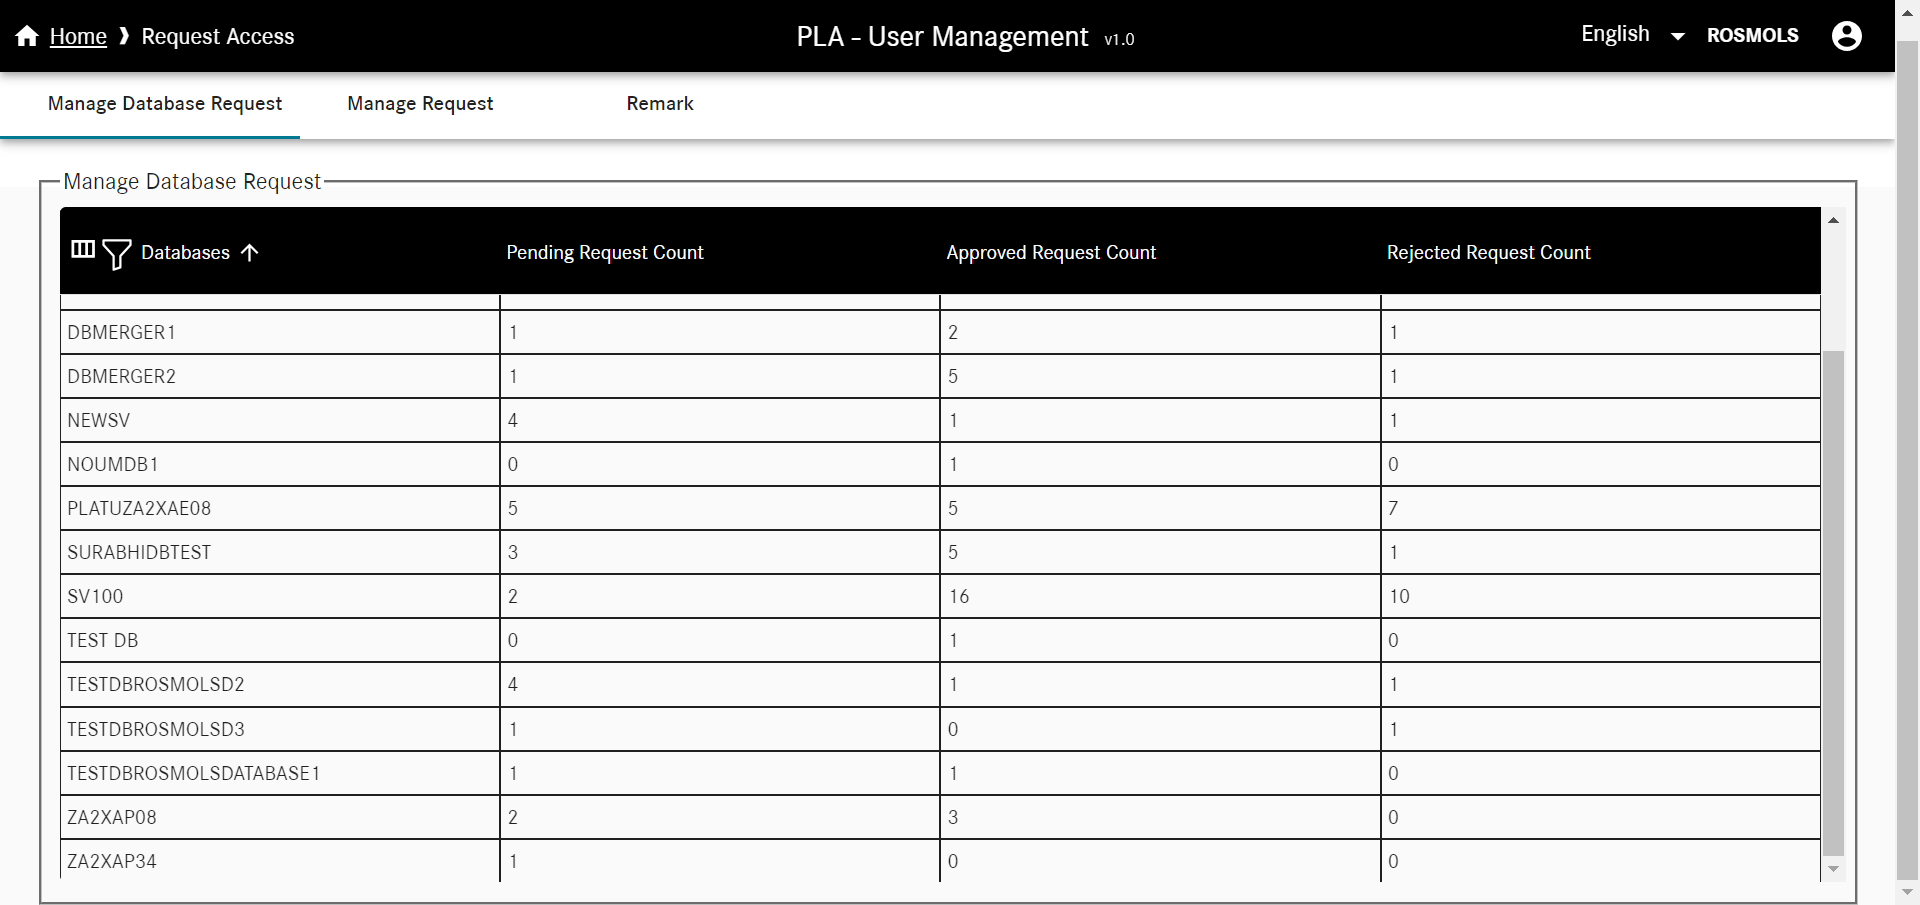 Home ❱ Request Access PLA - User Management v1.0 English ROSMOLS
Manage Database Request Manage Request Remark
Manage Database Request
Databases Pending Request Count Approved Request Count Rejected Request Count
DBMERGER1 1 2 1
DBMERGER2 1 5 1
NEWSV 4 1 1
NOUMDB1 0 1 0
PLATUZA2XAE08 5 5 7
SURABHIDBTEST 3 5 1
SV100 2 16 10
TEST DB 0 1 0
TESTDBROSMOLSD2 4 1 1
TESTDBROSMOLSD3 1 0 1
TESTDBROSMOLSDATABASE1 1 1 0
ZA2XAP08 2 3 0
ZA2XAP34 1 0 0